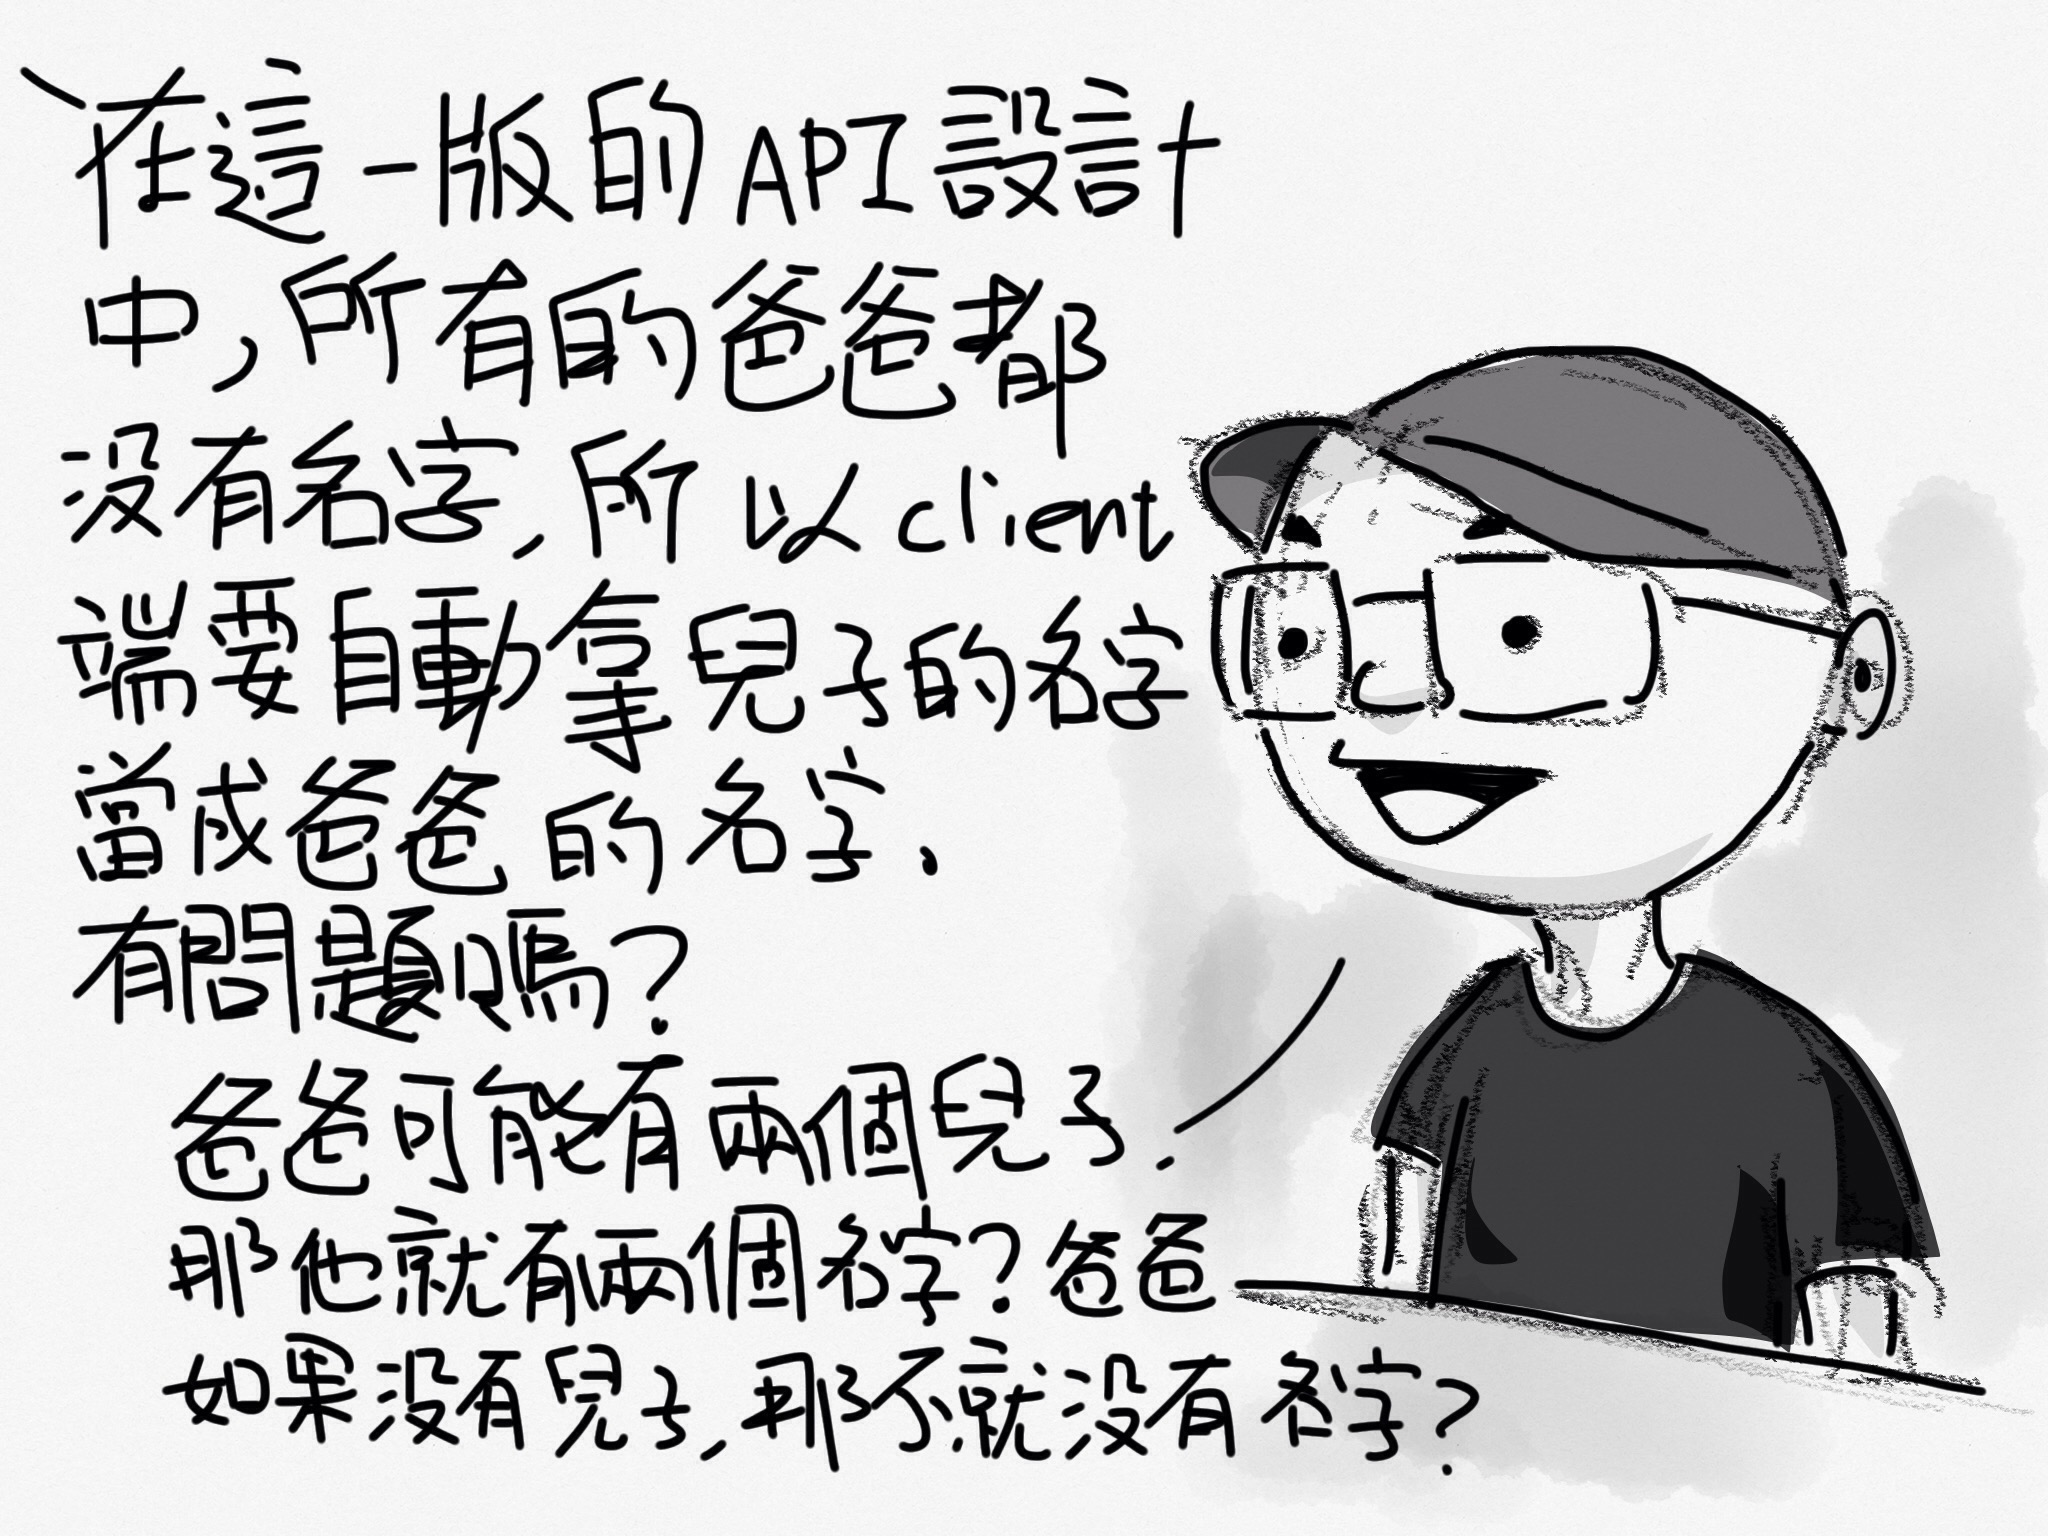 在這一版的API設計
中,所有的爸爸都
沒有名字,所以client
端要自動拿兒子的名字
當成爸爸的名字.
有問題嗎?
爸爸可能有兩個兒子.
那他就有兩個名字?爸爸
如果沒有兒子,那不就沒有名字?